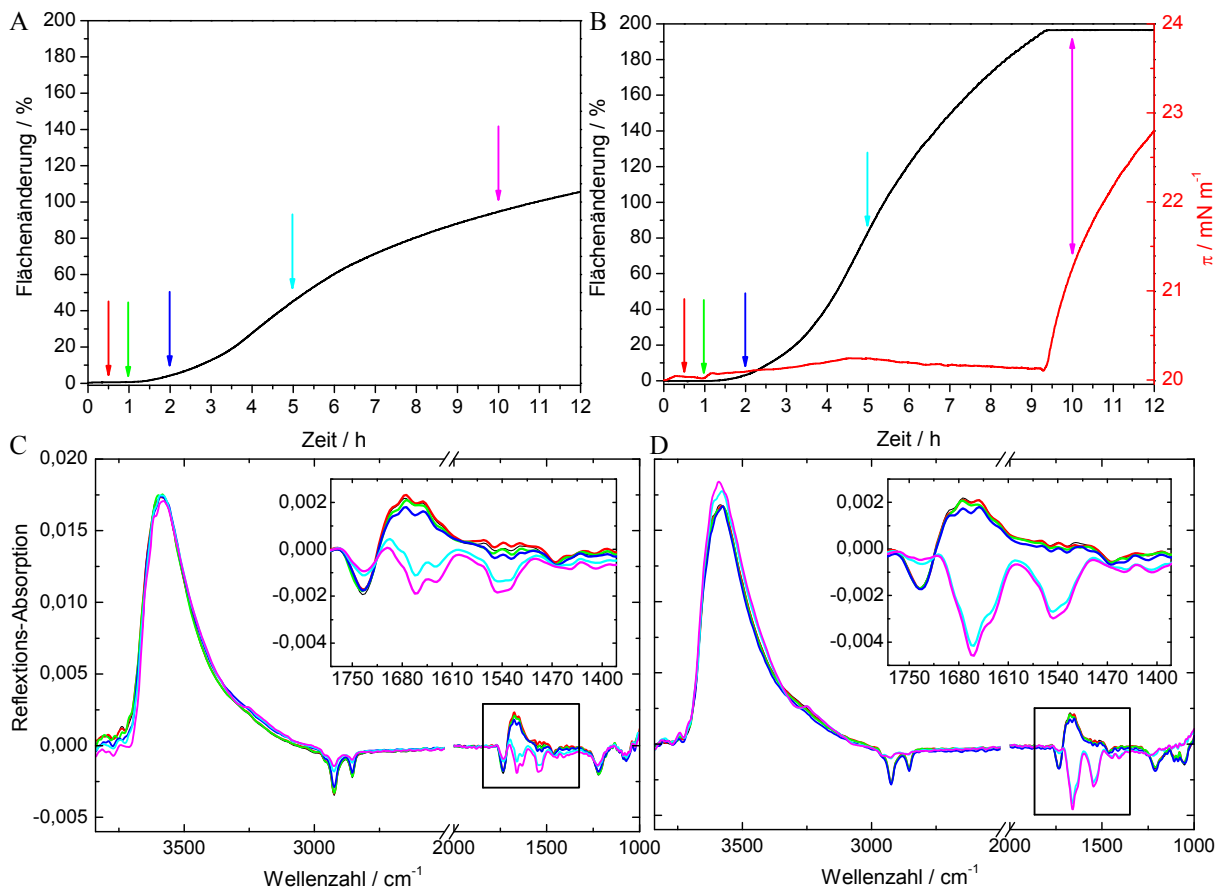 A
200
180
160
140
120
100
80
60
40
20
0
Flächenänderung / %
0 1 2 3 4 5 6 7 8 9 10 11 12
Zeit / h
B
200
180
160
140
120
100
80
60
40
20
0
Flächenänderung / %
24
23
22
21
20
π / mN m⁻¹
0 1 2 3 4 5 6 7 8 9 10 11 12
Zeit / h
C
0,020
0,015
0,010
0,005
0,000
-0,005
Reflektions-Absorption
0,002
0,000
-0,002
-0,004
1750 1680 1610 1540 1470 1400
3500 3000 2000 1500 1000
Wellenzahl / cm⁻¹
D
0,002
0,000
-0,002
-0,004
1750 1680 1610 1540 1470 1400
3500 3000 2000 1500 1000
Wellenzahl / cm⁻¹